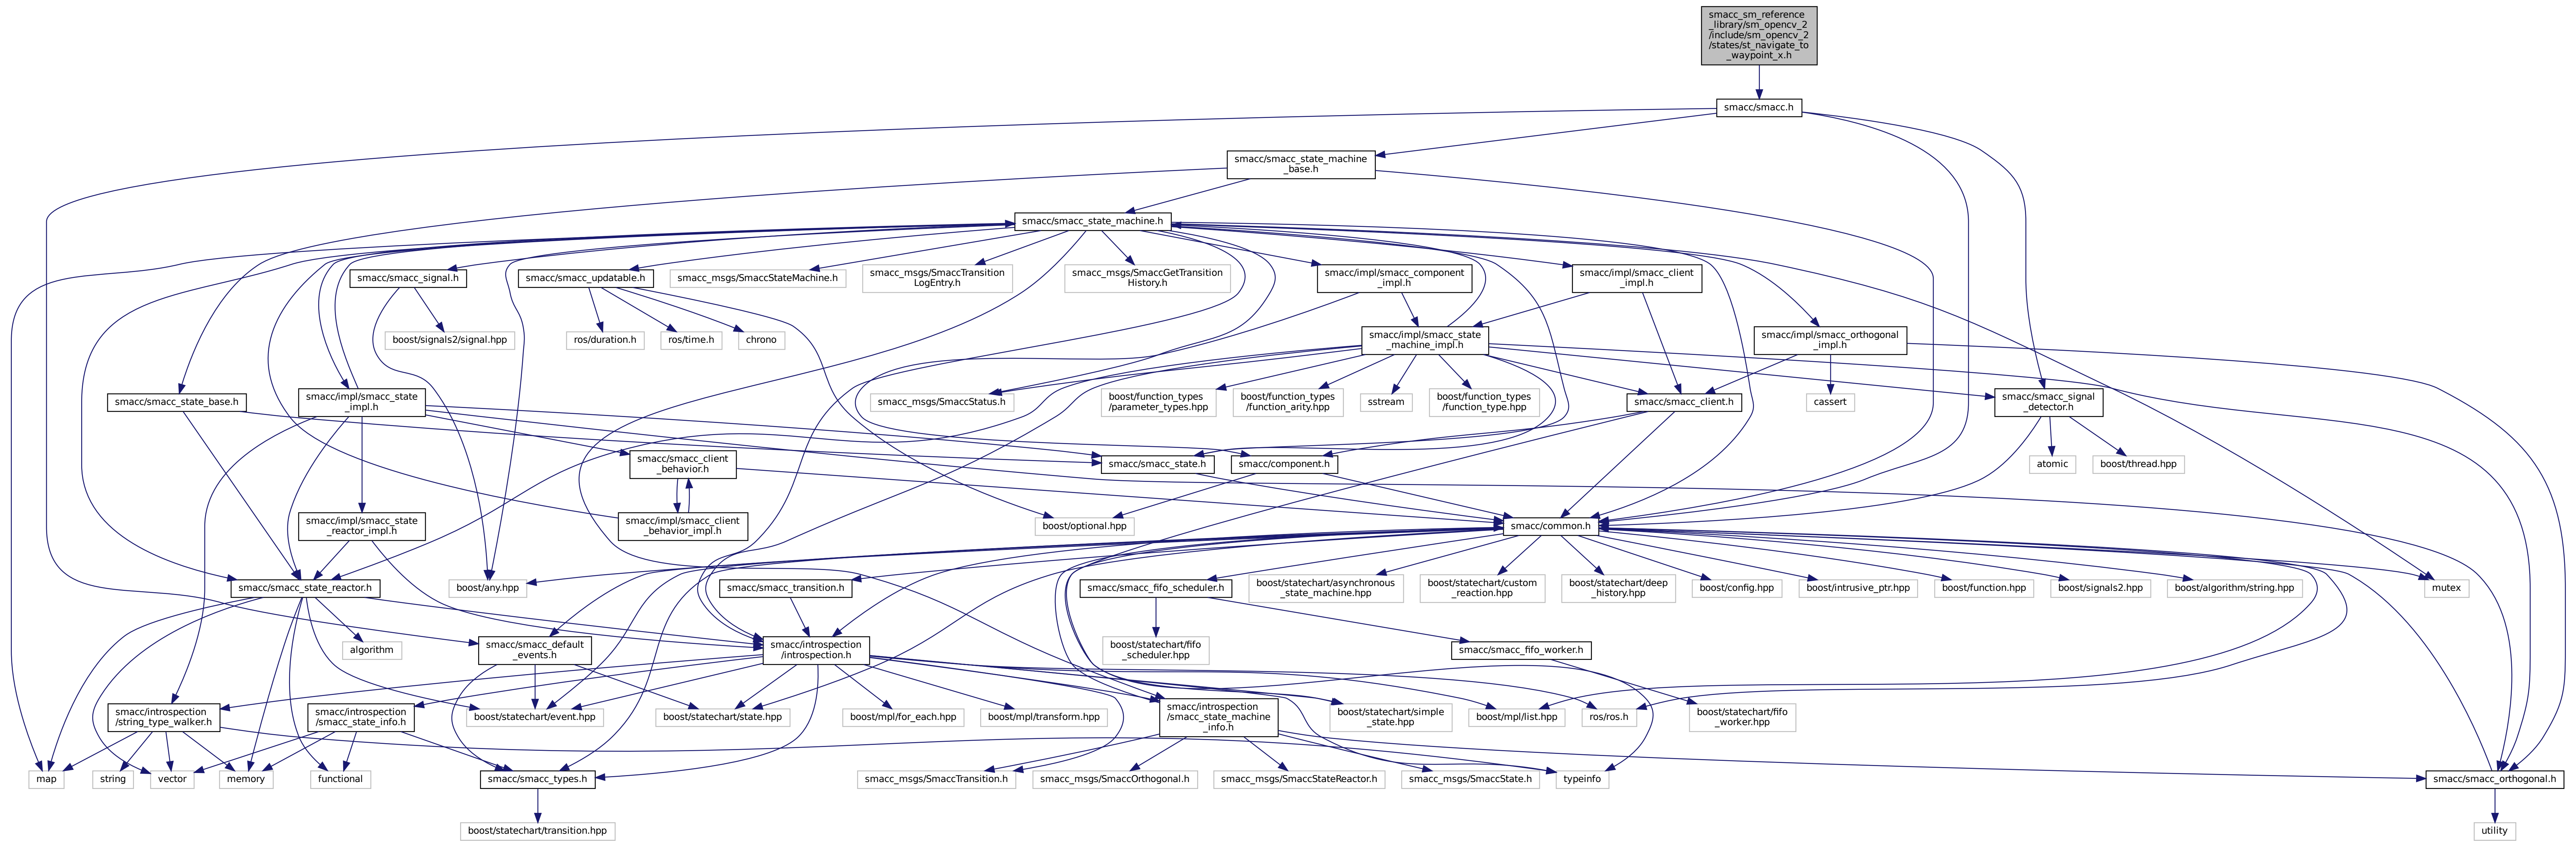 smacc_sm_reference
_library/sm_opencv_2
/include/sm_opencv_2
/states/st_navigate_to
_waypoint_x.h
smacc/smacc.h
smacc/smacc_state_machine
_base.h
smacc/smacc_state_machine.h
smacc/smacc_signal.h
smacc/smacc_updatable.h
smacc_msgs/SmaccStateMachine.h
smacc_msgs/SmaccTransition
LogEntry.h
smacc_msgs/SmaccGetTransition
History.h
smacc/impl/smacc_component
_impl.h
smacc/impl/smacc_client
_impl.h
boost/signals2/signal.hpp
ros/duration.h
ros/time.h
chrono
smacc/impl/smacc_state
_machine_impl.h
smacc/impl/smacc_orthogonal
_impl.h
smacc/smacc_state_base.h
smacc/impl/smacc_state
_impl.h
smacc_msgs/SmaccStatus.h
boost/function_types
/parameter_types.hpp
boost/function_types
/function_arity.hpp
sstream
boost/function_types
/function_type.hpp
smacc/smacc_client.h
cassert
smacc/smacc_signal
_detector.h
smacc/smacc_client
_behavior.h
smacc/smacc_state.h
smacc/component.h
atomic
boost/thread.hpp
smacc/impl/smacc_state
_reactor_impl.h
smacc/impl/smacc_client
_behavior_impl.h
boost/optional.hpp
smacc/common.h
smacc/smacc_state_reactor.h
boost/any.hpp
smacc/smacc_transition.h
smacc/smacc_fifo_scheduler.h
boost/statechart/asynchronous
_state_machine.hpp
boost/statechart/custom
_reaction.hpp
boost/statechart/deep
_history.hpp
boost/config.hpp
boost/intrusive_ptr.hpp
boost/function.hpp
boost/signals2.hpp
boost/algorithm/string.hpp
mutex
algorithm
smacc/smacc_default
_events.h
smacc/introspection
/introspection.h
boost/statechart/fifo
_scheduler.hpp
smacc/smacc_fifo_worker.h
smacc/introspection
/string_type_walker.h
smacc/introspection
/smacc_state_info.h
boost/statechart/event.hpp
boost/statechart/state.hpp
boost/mpl/for_each.hpp
boost/mpl/transform.hpp
smacc/introspection
/smacc_state_machine
_info.h
boost/statechart/simple
_state.hpp
boost/mpl/list.hpp
ros/ros.h
boost/statechart/fifo
_worker.hpp
map
string
vector
memory
functional
smacc/smacc_types.h
smacc_msgs/SmaccTransition.h
smacc_msgs/SmaccOrthogonal.h
smacc_msgs/SmaccStateReactor.h
smacc_msgs/SmaccState.h
typeinfo
smacc/smacc_orthogonal.h
boost/statechart/transition.hpp
utility